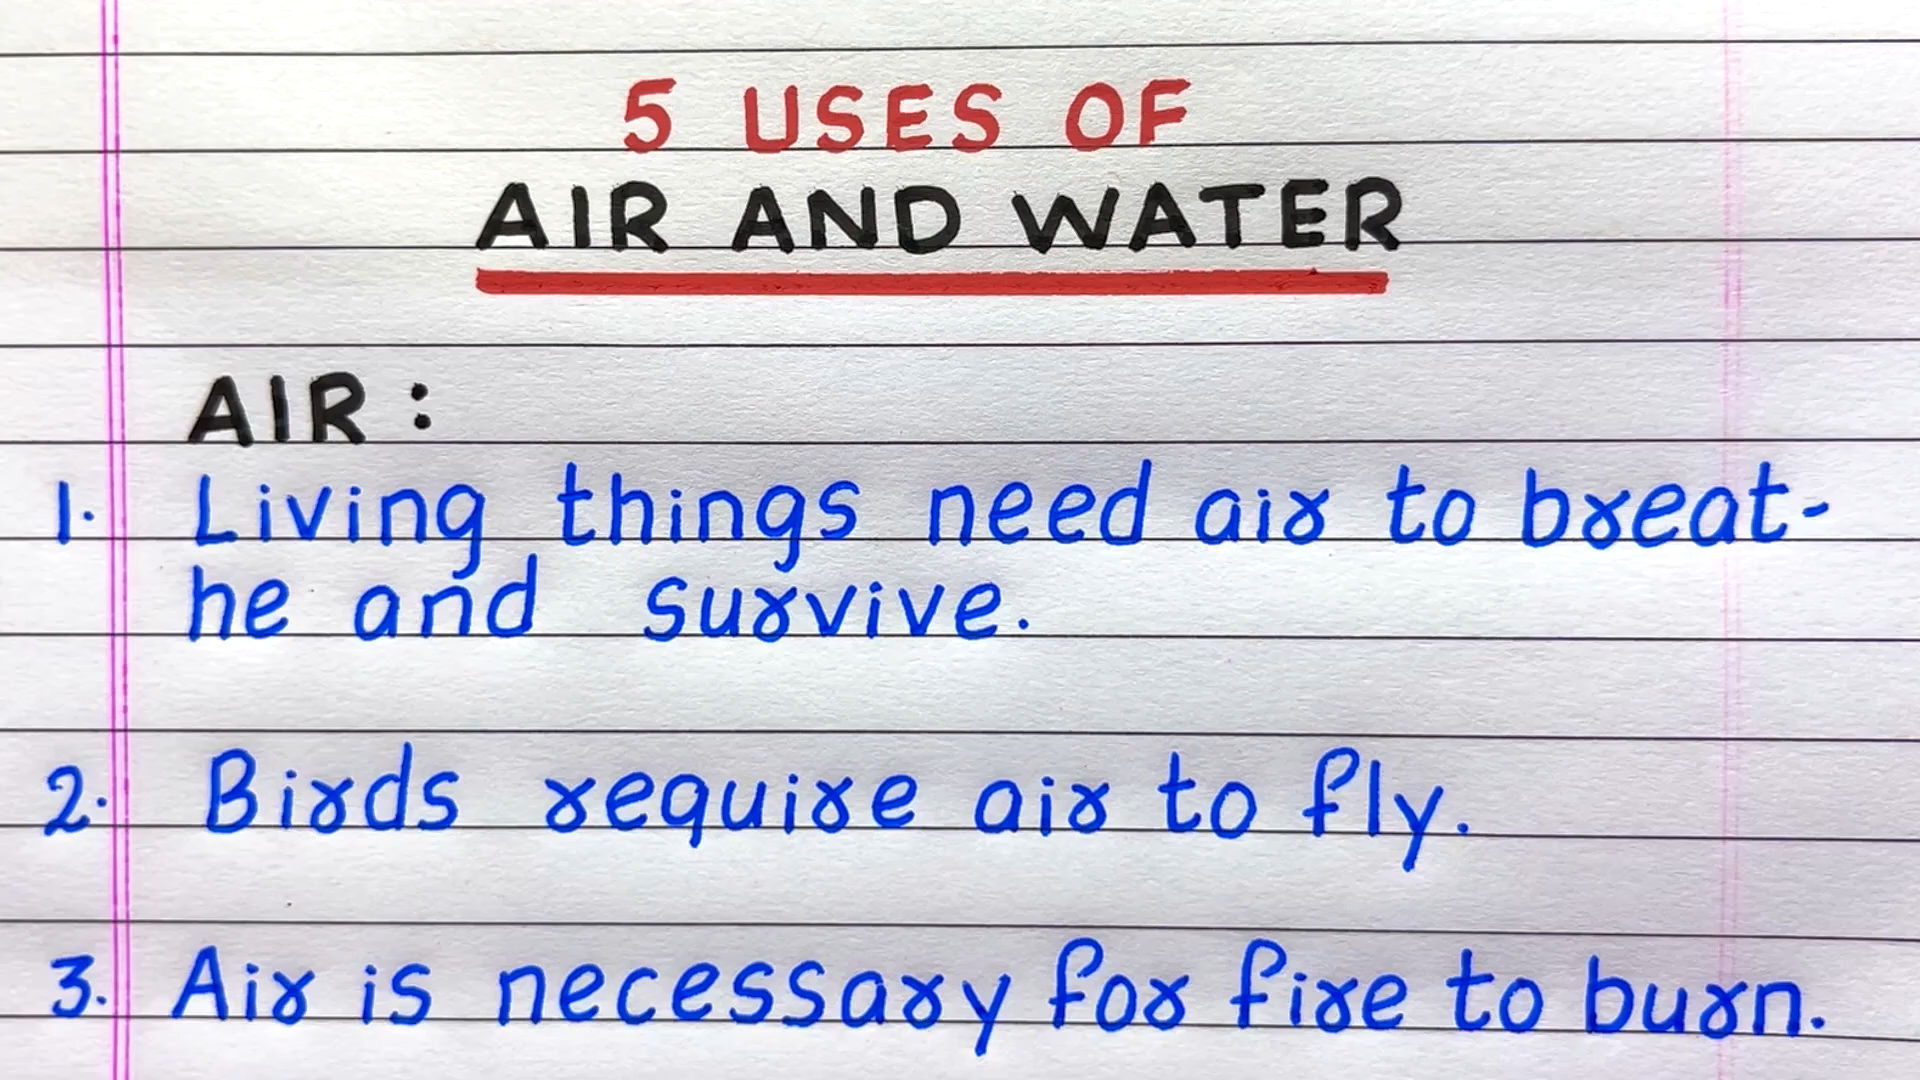 5 USES OF
AIR AND WATER
AIR :
1. Living things need air to breat-
he and survive.
2. Birds require air to fly.
3. Air is necessary for fire to burn.